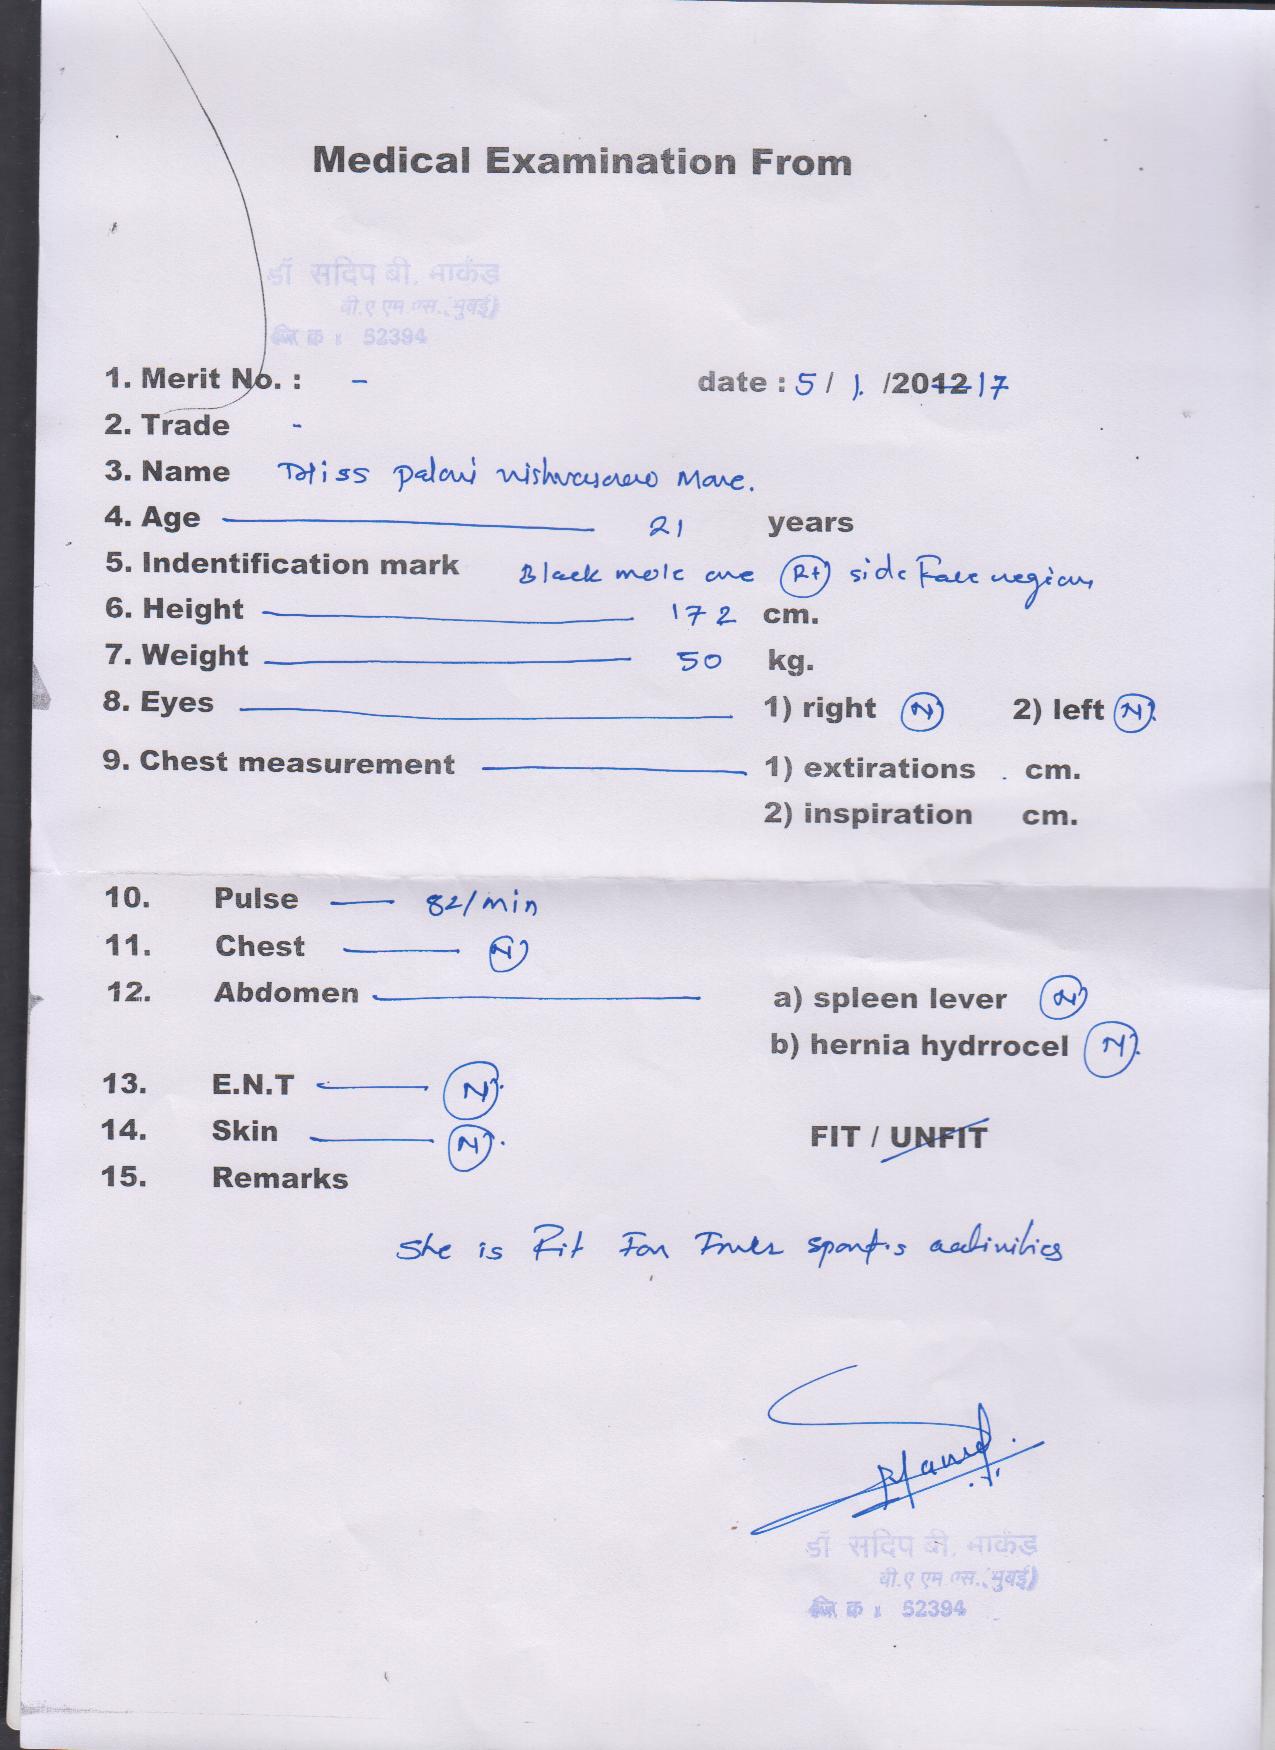 Medical Examination From
डॉ सदिप बी. मार्कड
बी.ए एम एस. (मुंबई)
52394
1. Merit No. : - date : 5 / 1. /2012 17
2. Trade -
3. Name Miss More.
4. Age 21 years
5. Indentification mark Black mole one Rt side Face region
6. Height 172 cm.
7. Weight 50 kg.
8. Eyes 1) right N 2) left N
9. Chest measurement 1) extirations cm.
2) inspiration cm.
10. Pulse 82/min
11. Chest N
12. Abdomen a) spleen lever N
b) hernia hydrrocel N
13. E.N.T N
14. Skin N FIT / UNFIT
15. Remarks
She is Fit For sports activities
डॉ सदिप बी. मार्कड
बी.ए एम एस. (मुंबई)
52394